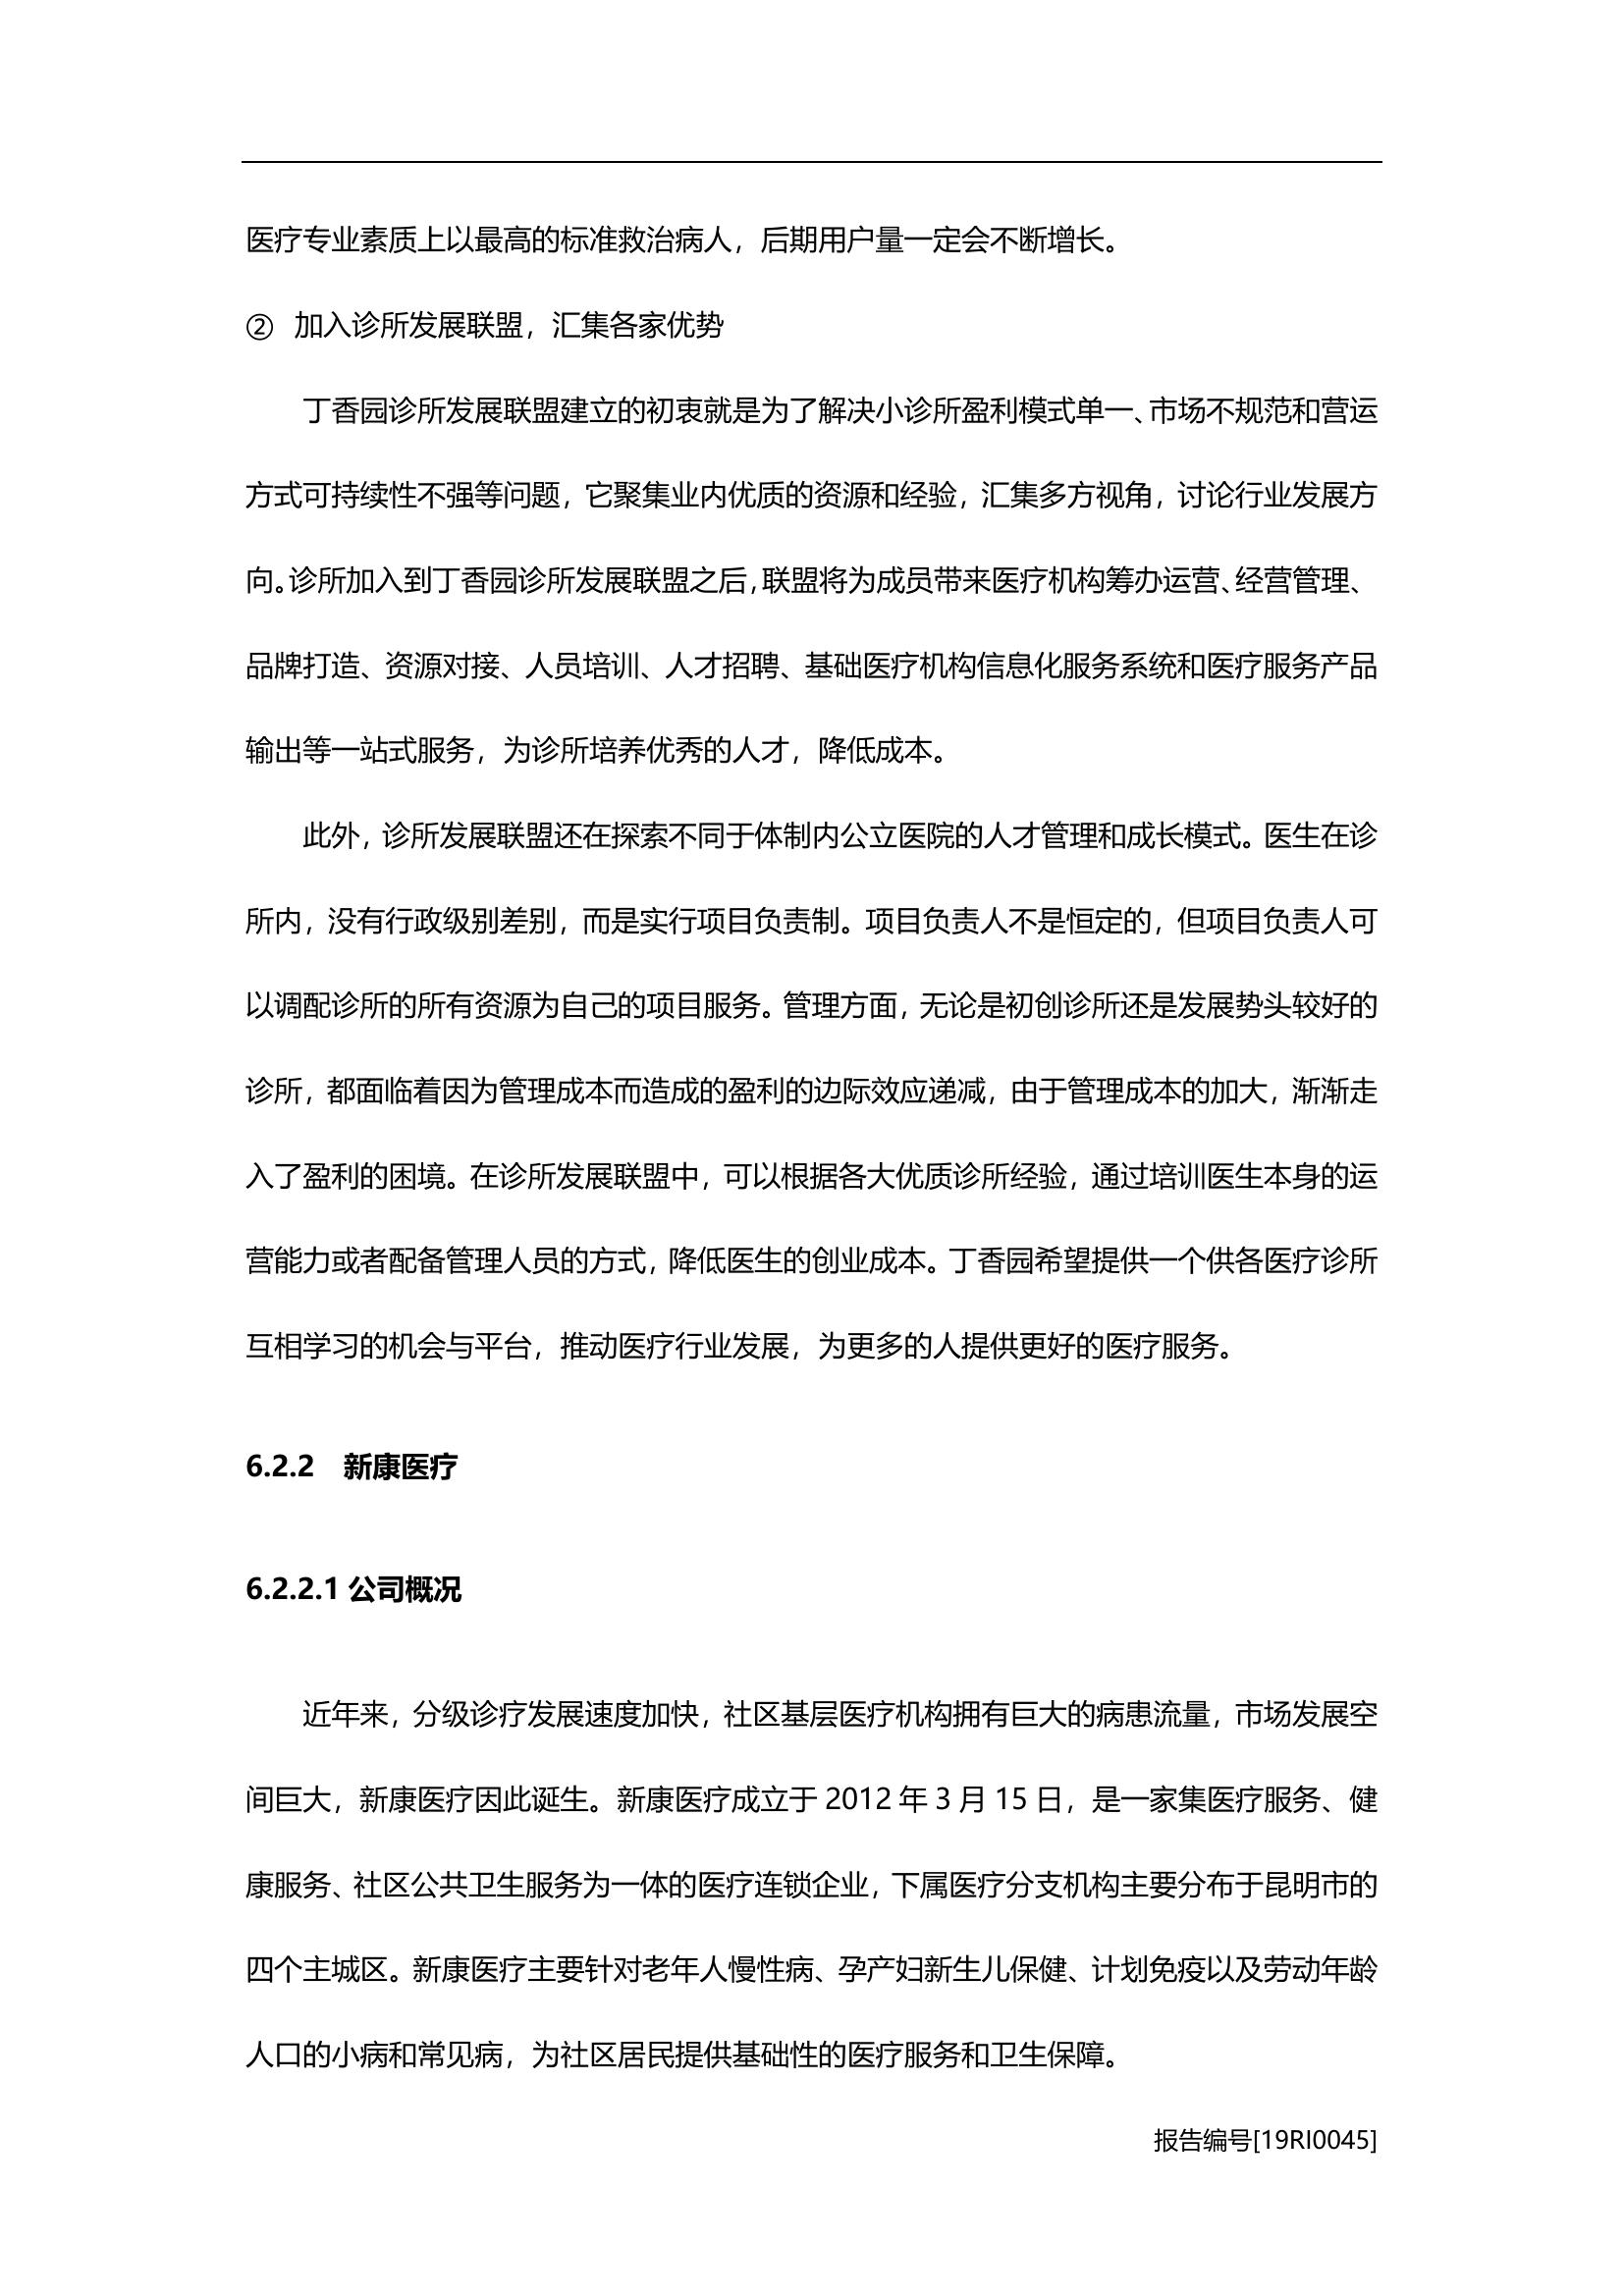 医疗专业素质上以最高的标准救治病人，后期用户量一定会不断增长。
② 加入诊所发展联盟，汇集各家优势
丁香园诊所发展联盟建立的初衷就是为了解决小诊所盈利模式单一、市场不规范和营运
方式可持续性不强等问题，它聚集业内优质的资源和经验，汇集多方视角，讨论行业发展方
向。诊所加入到丁香园诊所发展联盟之后，联盟将为成员带来医疗机构筹办运营、经营管理、
品牌打造、资源对接、人员培训、人才招聘、基础医疗机构信息化服务系统和医疗服务产品
输出等一站式服务，为诊所培养优秀的人才，降低成本。
此外，诊所发展联盟还在探索不同于体制内公立医院的人才管理和成长模式。医生在诊
所内，没有行政级别差别，而是实行项目负责制。项目负责人不是恒定的，但项目负责人可
以调配诊所的所有资源为自己的项目服务。管理方面，无论是初创诊所还是发展势头较好的
诊所，都面临着因为管理成本而造成的盈利的边际效应递减，由于管理成本的加大，渐渐走
入了盈利的困境。在诊所发展联盟中，可以根据各大优质诊所经验，通过培训医生本身的运
营能力或者配备管理人员的方式，降低医生的创业成本。丁香园希望提供一个供各医疗诊所
互相学习的机会与平台，推动医疗行业发展，为更多的人提供更好的医疗服务。
6.2.2 新康医疗
6.2.2.1 公司概况
近年来，分级诊疗发展速度加快，社区基层医疗机构拥有巨大的病患流量，市场发展空
间巨大，新康医疗因此诞生。新康医疗成立于 2012 年 3 月 15 日，是一家集医疗服务、健
康服务、社区公共卫生服务为一体的医疗连锁企业，下属医疗分支机构主要分布于昆明市的
四个主城区。新康医疗主要针对老年人慢性病、孕产妇新生儿保健、计划免疫以及劳动年龄
人口的小病和常见病，为社区居民提供基础性的医疗服务和卫生保障。
报告编号[19RI0045]